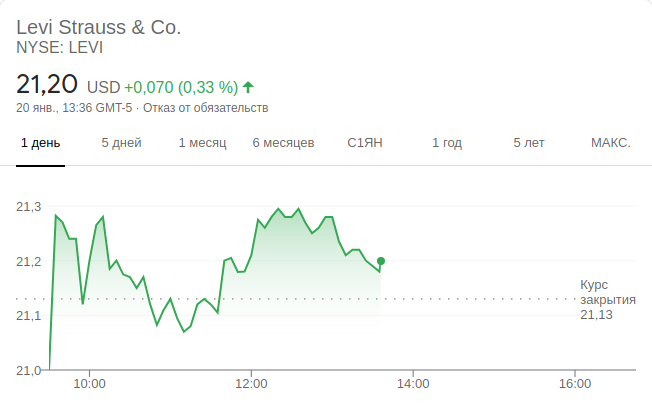 Levi Strauss & Co.
NYSE: LEVI
21,20 USD +0,070 (0,33 %)
20 янв., 13:36 GMT-5 · Отказ от обязательств
1 день 5 дней 1 месяц 6 месяцев С1ЯН 1 год 5 лет МАКС.
21,3
21,2
21,1
21,0
Курс
закрытия
21,13
10:00 12:00 14:00 16:00